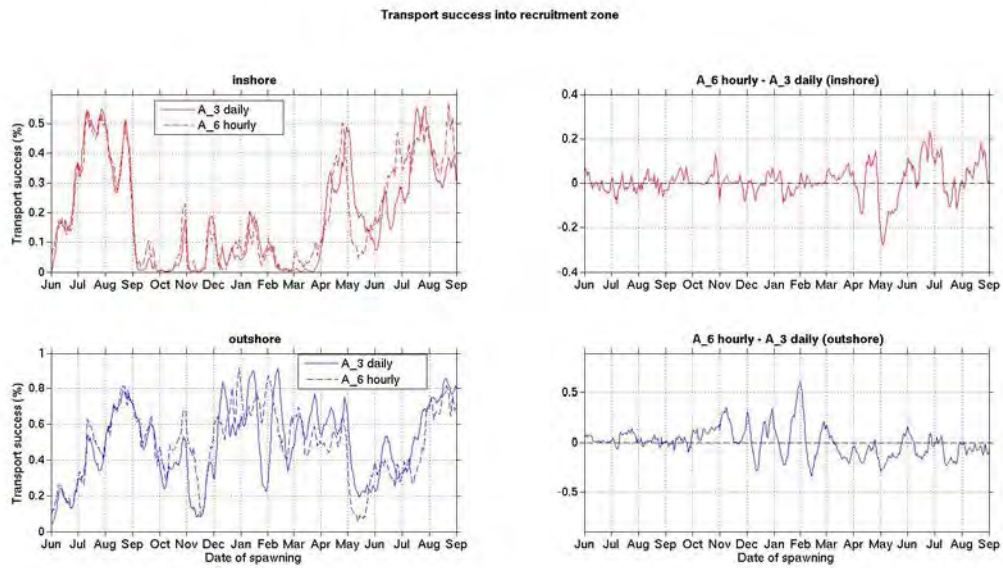 Transport success into recruitment zone
inshore
A_3 daily
A_6 hourly
Transport success (%)
0.5
0.4
0.3
0.2
0.1
0
Jun Jul Aug Sep Oct Nov Dec Jan Feb Mar Apr May Jun Jul Aug Sep
A_6 hourly - A_3 daily (inshore)
0.4
0.2
0
-0.2
-0.4
Jun Jul Aug Sep Oct Nov Dec Jan Feb Mar Apr May Jun Jul Aug Sep
outshore
A_3 daily
A_6 hourly
Transport success (%)
1
0.8
0.6
0.4
0.2
0
Jun Jul Aug Sep Oct Nov Dec Jan Feb Mar Apr May Jun Jul Aug Sep
Date of spawning
A_6 hourly - A_3 daily (outshore)
0.5
0
-0.5
Jun Jul Aug Sep Oct Nov Dec Jan Feb Mar Apr May Jun Jul Aug Sep
Date of spawning